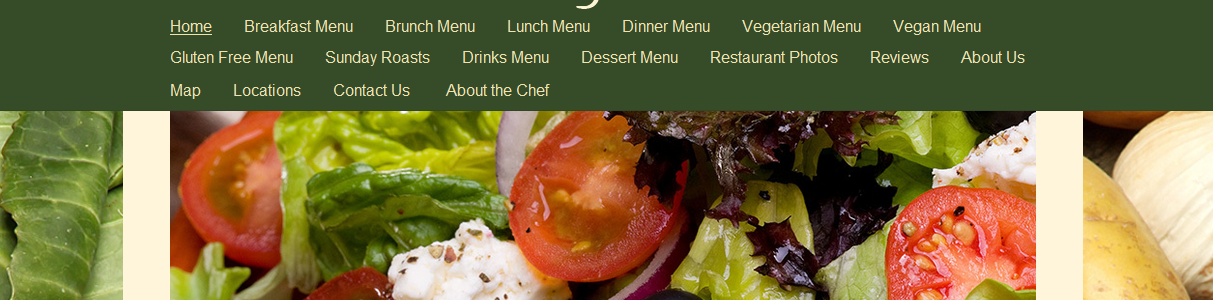 Home Breakfast Menu Brunch Menu Lunch Menu Dinner Menu Vegetarian Menu Vegan Menu
Gluten Free Menu Sunday Roasts Drinks Menu Dessert Menu Restaurant Photos Reviews About Us
Map Locations Contact Us About the Chef